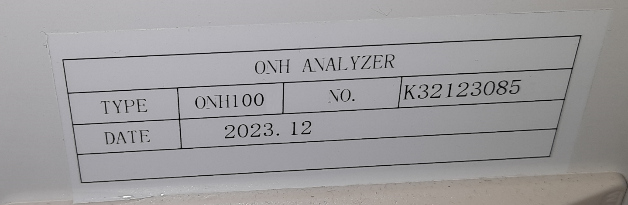 ONH ANALYZER
TYPE ONH100 NO. K32123085
DATE 2023. 12